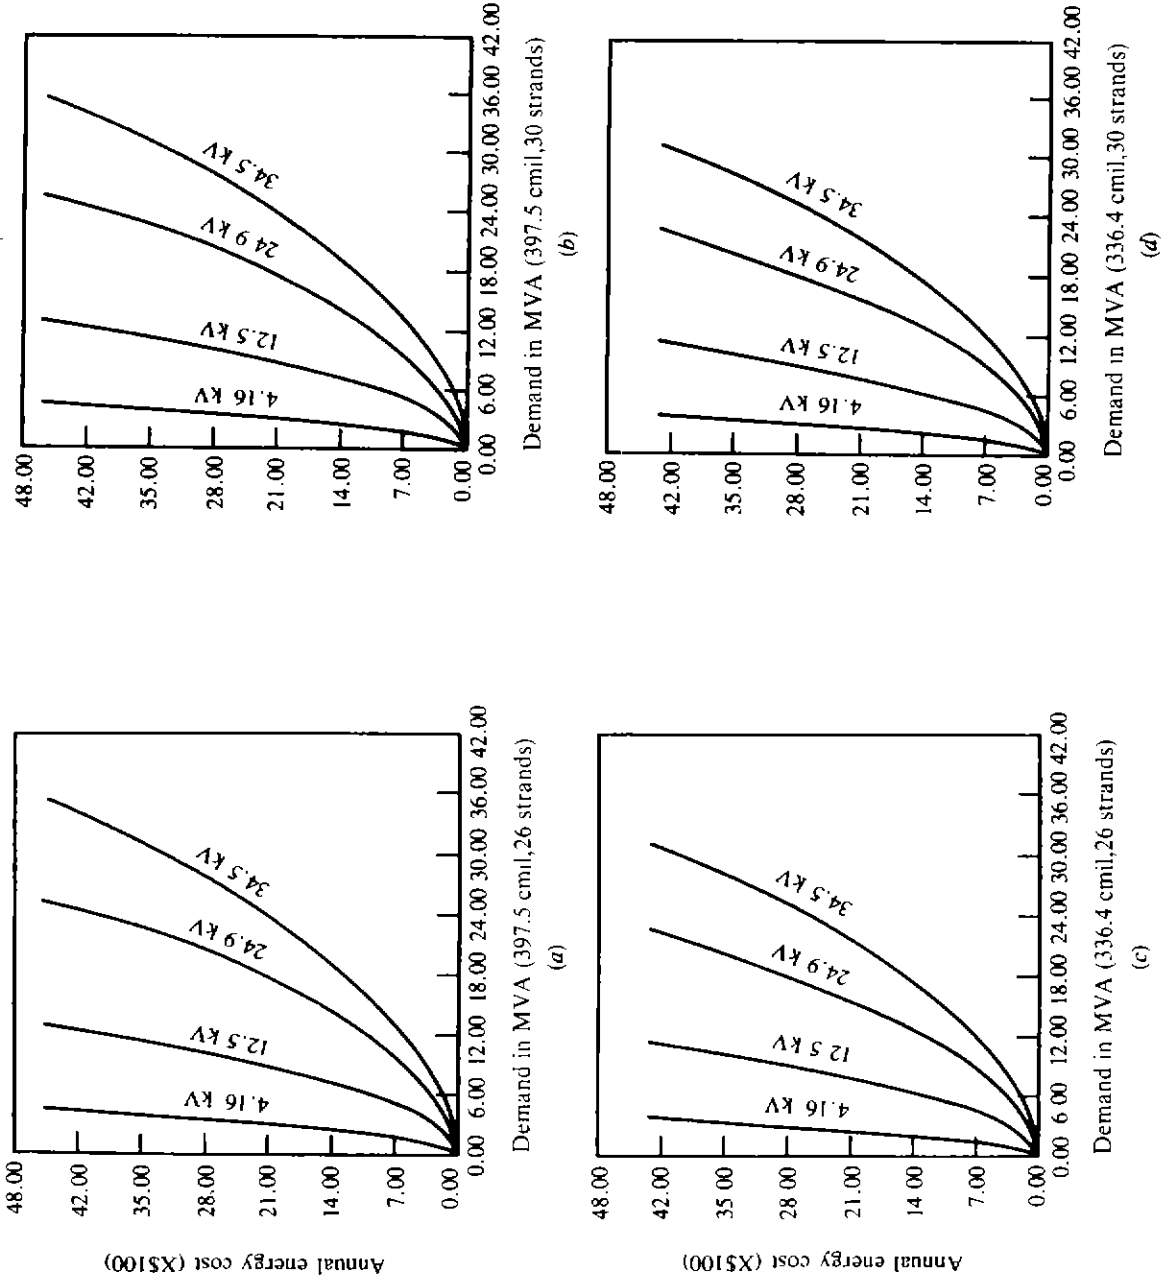 48.00
42.00
35.00
28.00
21.00
14.00
7.00
0.00
34.5 kV
24.9 kV
12.5 kV
4.16 kV
0.00 6.00 12.00 18.00 24.00 30.00 36.00 42.00
Annual energy cost (X$100)
Demand in MVA (397.5 cmil,26 strands)
(a)
48.00
42.00
35.00
28.00
21.00
14.00
7.00
0.00
34.5 kV
24 9 kV
12.5 kV
4.16 kV
0.00 6.00 12.00 18.00 24.00 30.00 36.00 42.00
Demand in MVA (397.5 cmil,30 strands)
(b)
48.00
42.00
35.00
28.00
21.00
14.00
7.00
0.00
34.5 kV
24.9 kV
12 5 kV
4.16 kV
0.00 6 00 12.00 18.00 24.00 30.00 36.00 42.00
Annual energy cost (X$100)
Demand in MVA (336.4 cmil,26 strands)
(c)
48.00
42.00
35.00
28.00
21.00
14.00
7.00
0.00
34.5 kV
24.9 kV
12.5 kV
4.16 kV
0.00 6.00 12.00 18.00 24.00 30.00 36.00 42.00
Demand in MVA (336.4 cmil,30 strands)
(d)